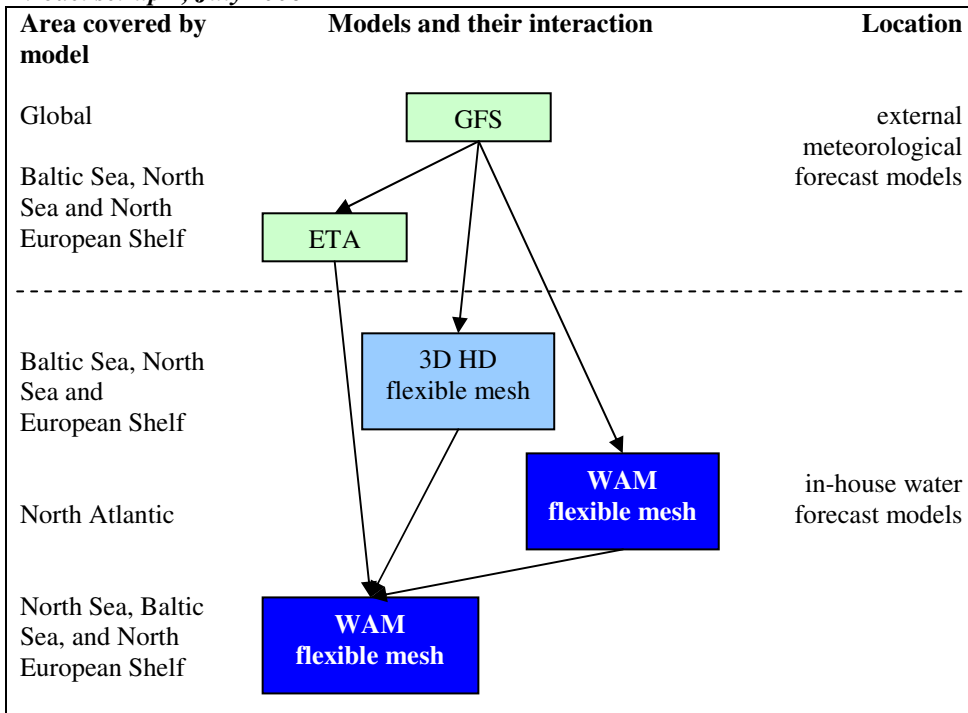 Area covered by
model
Models and their interaction
Location
Global
GFS
external
meteorological
forecast models
Baltic Sea, North
Sea and North
European Shelf
ETA
Baltic Sea, North
Sea and
European Shelf
3D HD
flexible mesh
North Atlantic
WAM
flexible mesh
in-house water
forecast models
North Sea, Baltic
Sea, and North
European Shelf
WAM
flexible mesh